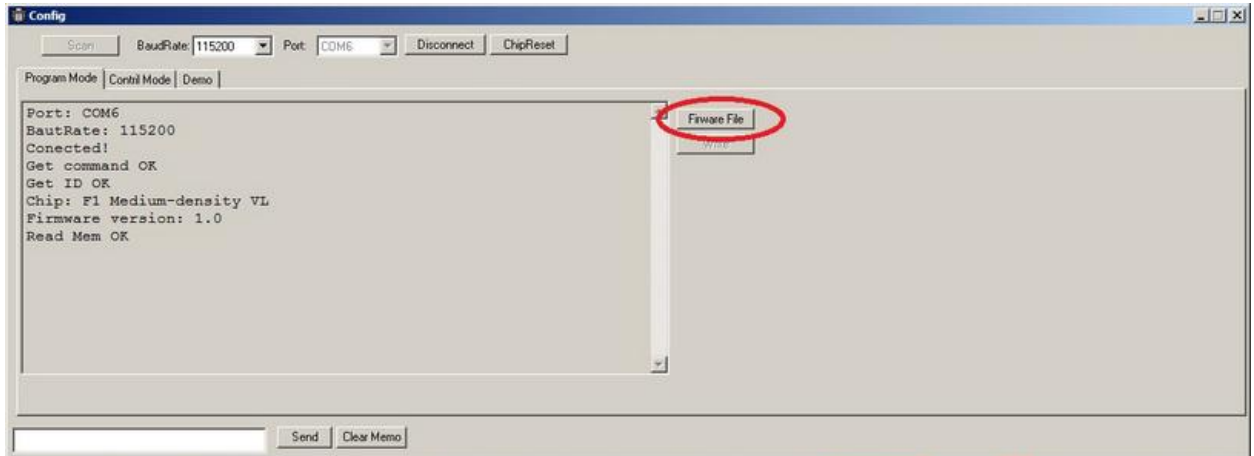 Config
Scan BaudRate: 115200 Port: COM6 Disconnect ChipReset
Program Mode Contril Mode Demo
Port: COM6
BautRate: 115200
Conected!
Get command OK
Get ID OK
Chip: F1 Medium-density VL
Firmware version: 1.0
Read Mem OK
Firware File
Write
Send Clear Memo